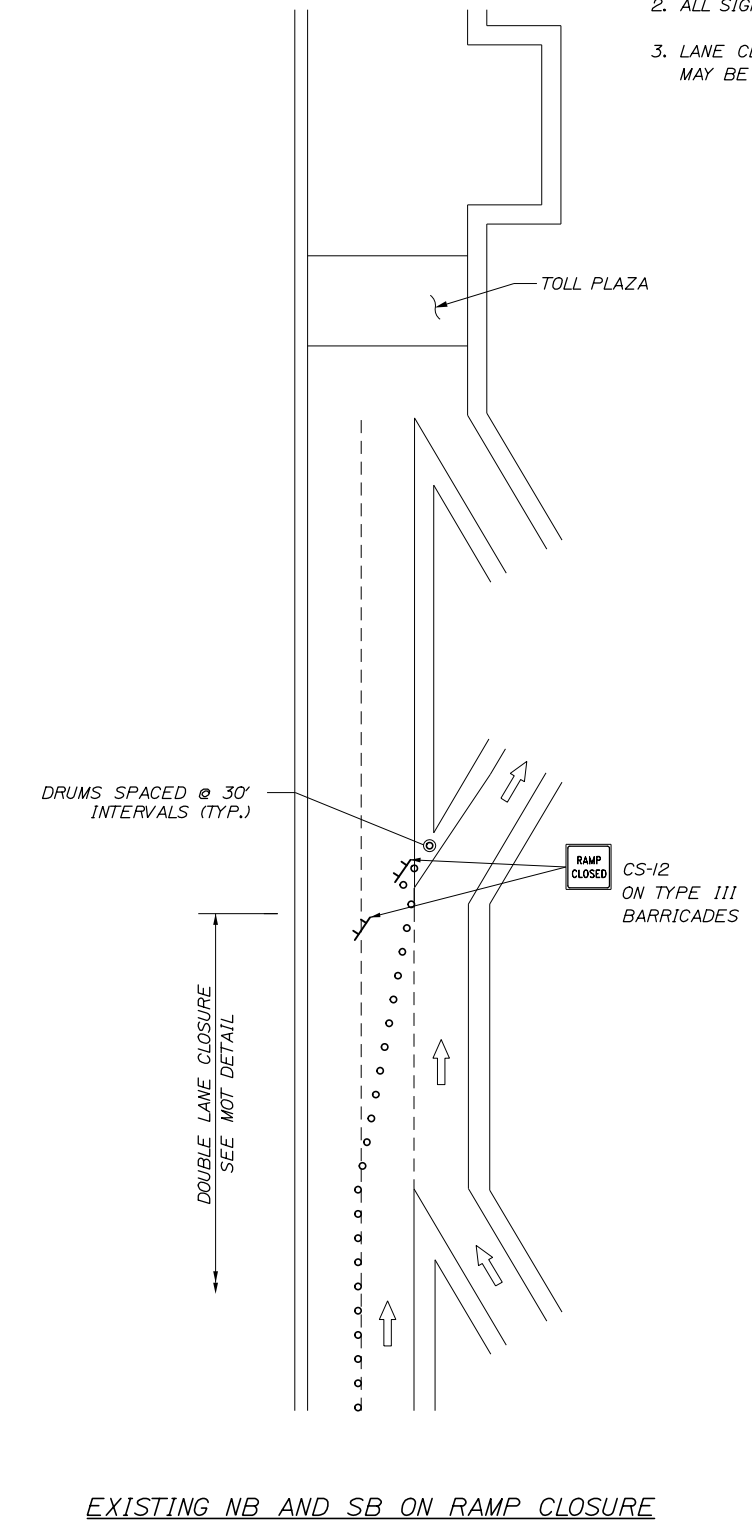 2. ALL SIG
3. LANE
MAY BE
TOLL PLAZA
DRUMS SPACED @ 30'
INTERVALS (TYP.)
RAMP
CLOSED
CS-12
ON TYPE III
BARRICADES
DOUBLE LANE CLOSURE
SEE MOT DETAIL
EXISTING NB AND SB ON RAMP CLOSURE